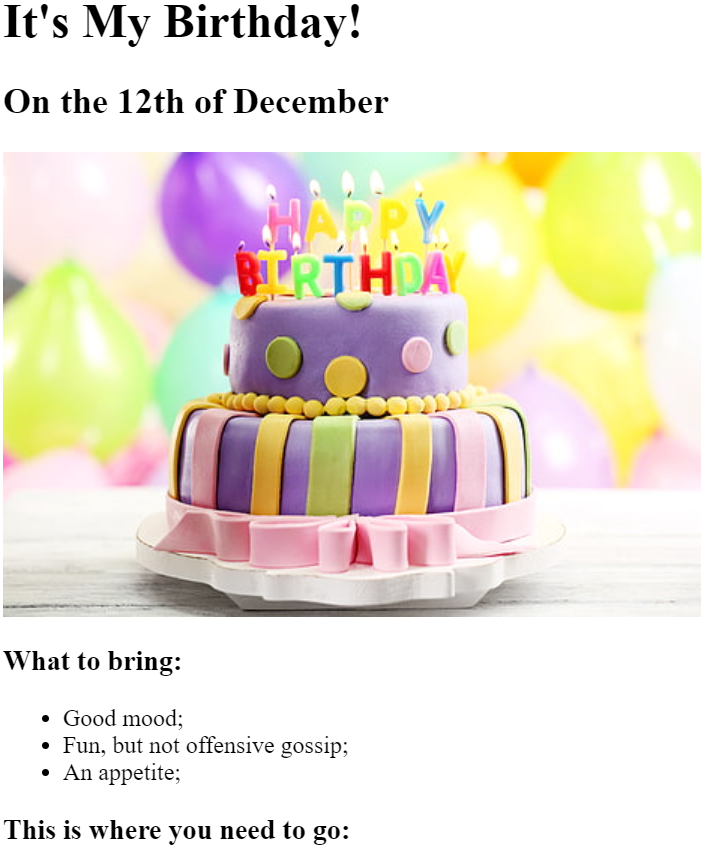 It's My Birthday!
On the 12th of December
HAPPY
BIRTHDAY
What to bring:
Good mood;
Fun, but not offensive gossip;
An appetite;
This is where you need to go: